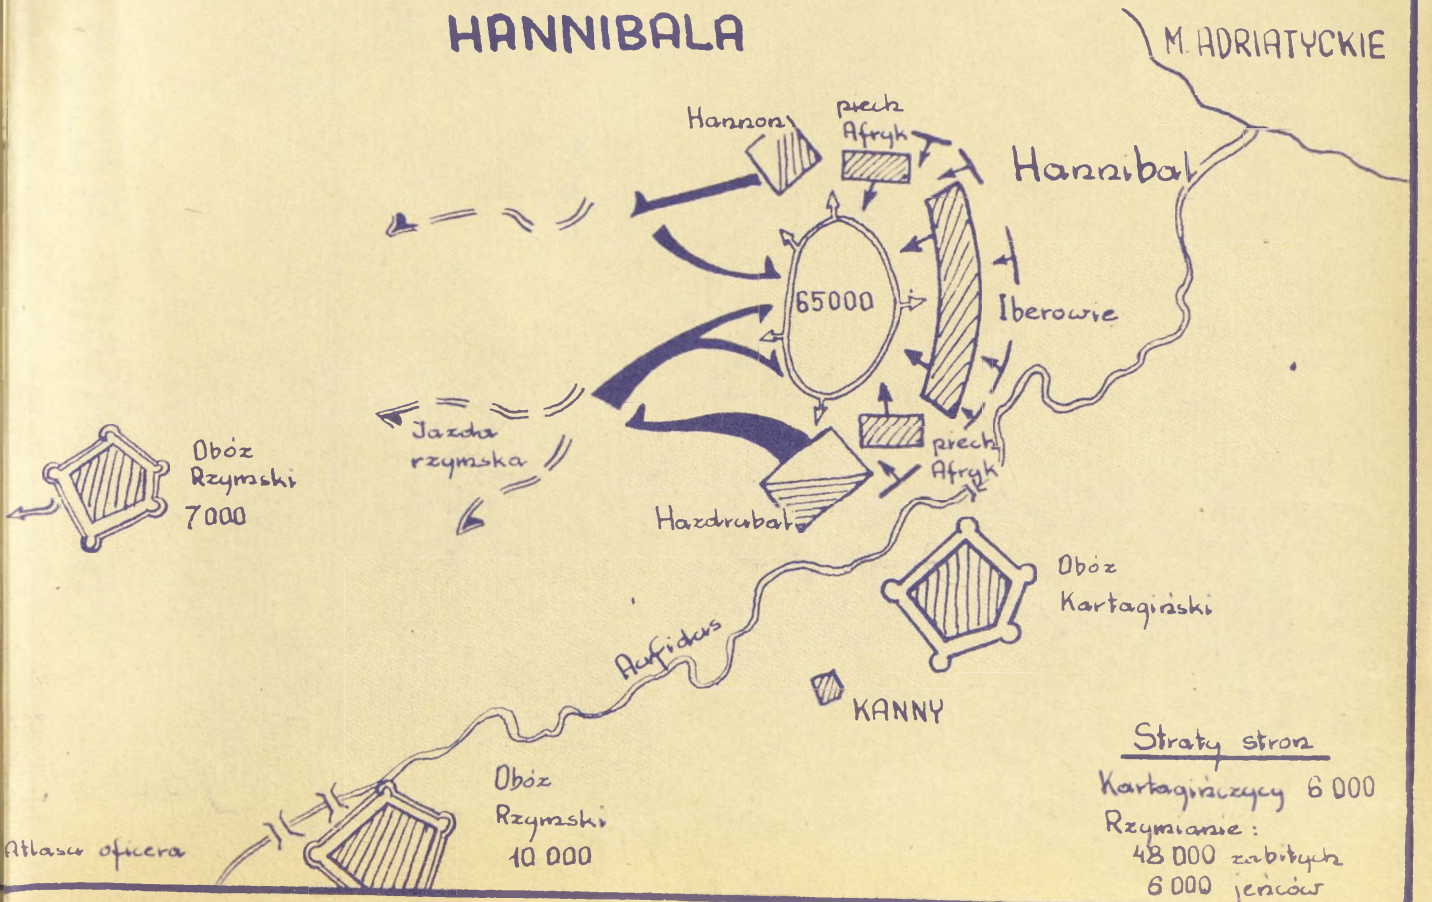 HANNIBALA
M. ADRIATYCKIE
Hannon
piech
Afryk
Hannibal
65000
Iberowie
Jazda
rzymska
Obóz
Rzymski
7000
piech
Afryk
Hazdrubal
Obóz
Kartagiński
Aufidus
KANNY
Obóz
Rzymski
10 000
Atlasu oficera
Straty stron
Kartagińczycy 6 000
Rzymianie :
48 000 zabitych
6 000 jeńców